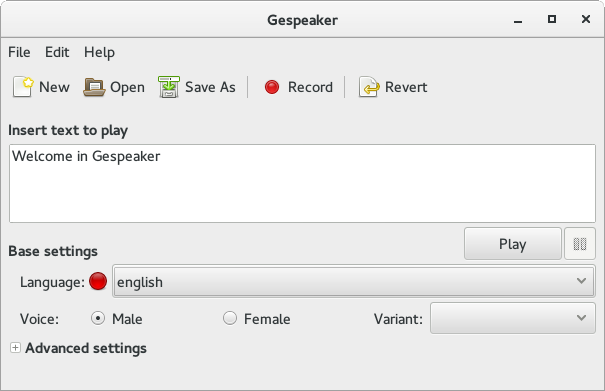 Gespeaker
File Edit Help
New Open Save As Record Revert
Insert text to play
Welcome in Gespeaker
Play
Base settings
Language: english
Voice: Male Female Variant:
Advanced settings